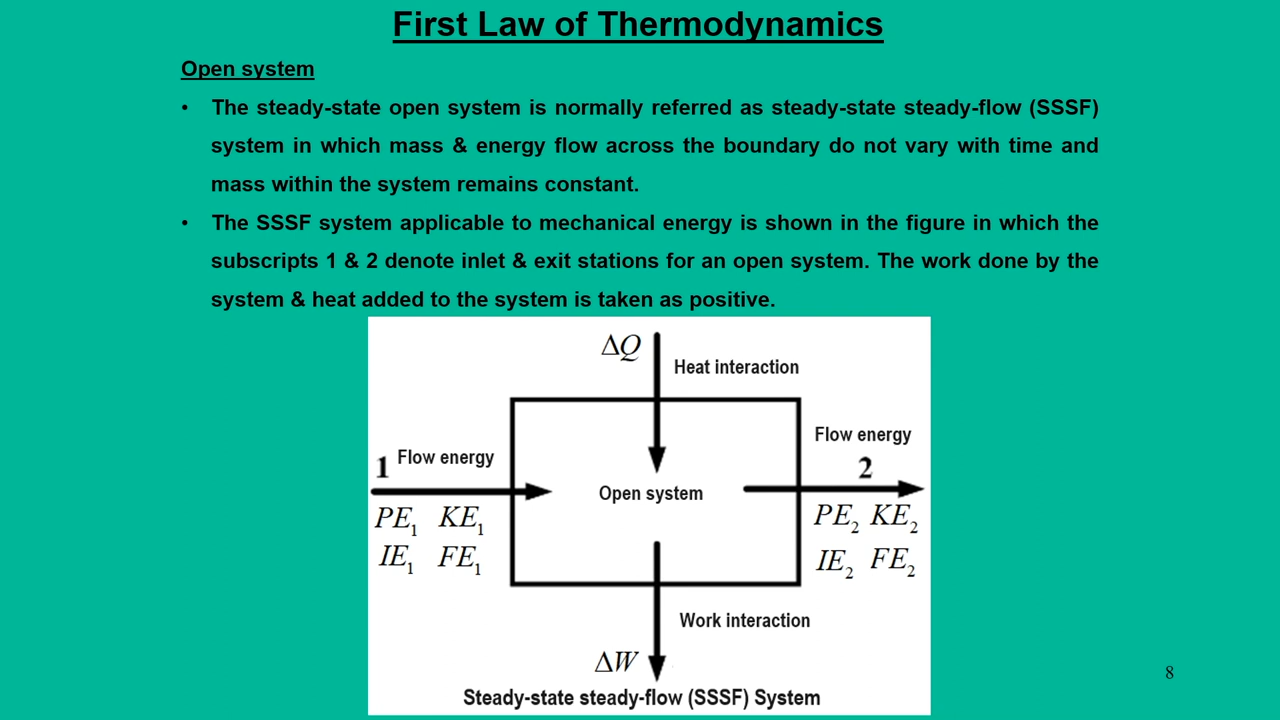 First Law of Thermodynamics
Open system
• The steady-state open system is normally referred as steady-state steady-flow (SSSF)
system in which mass & energy flow across the boundary do not vary with time and
mass within the system remains constant.
• The SSSF system applicable to mechanical energy is shown in the figure in which the
subscripts 1 & 2 denote inlet & exit stations for an open system. The work done by the
system & heat added to the system is taken as positive.
ΔQ
Heat interaction
Flow energy
2
1 Flow energy
Open system
PE₁ KE₁
IE₁ FE₁
PE₂ KE₂
IE₂ FE₂
Work interaction
ΔW
Steady-state steady-flow (SSSF) System
8